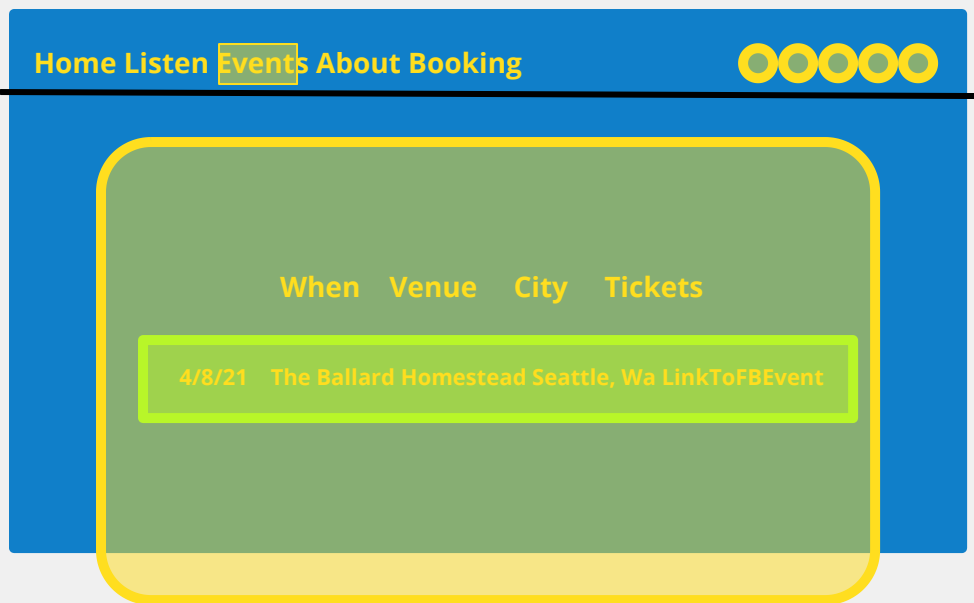 Home Listen Events About Booking
When Venue City Tickets
4/8/21 The Ballard Homestead Seattle, Wa LinkToFBEvent